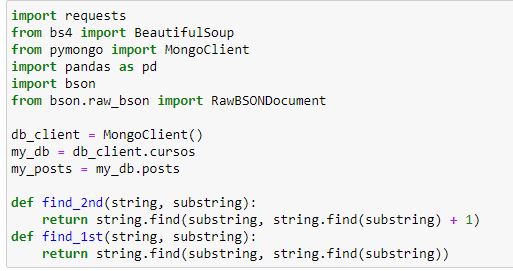 import requests
from bs4 import BeautifulSoup
from pymongo import MongoClient
import pandas as pd
import bson
from bson.raw_bson import RawBSONDocument

db_client = MongoClient()
my_db = db_client.cursos
my_posts = my_db.posts

def find_2nd(string, substring):
    return string.find(substring, string.find(substring) + 1)
def find_1st(string, substring):
    return string.find(substring, string.find(substring))